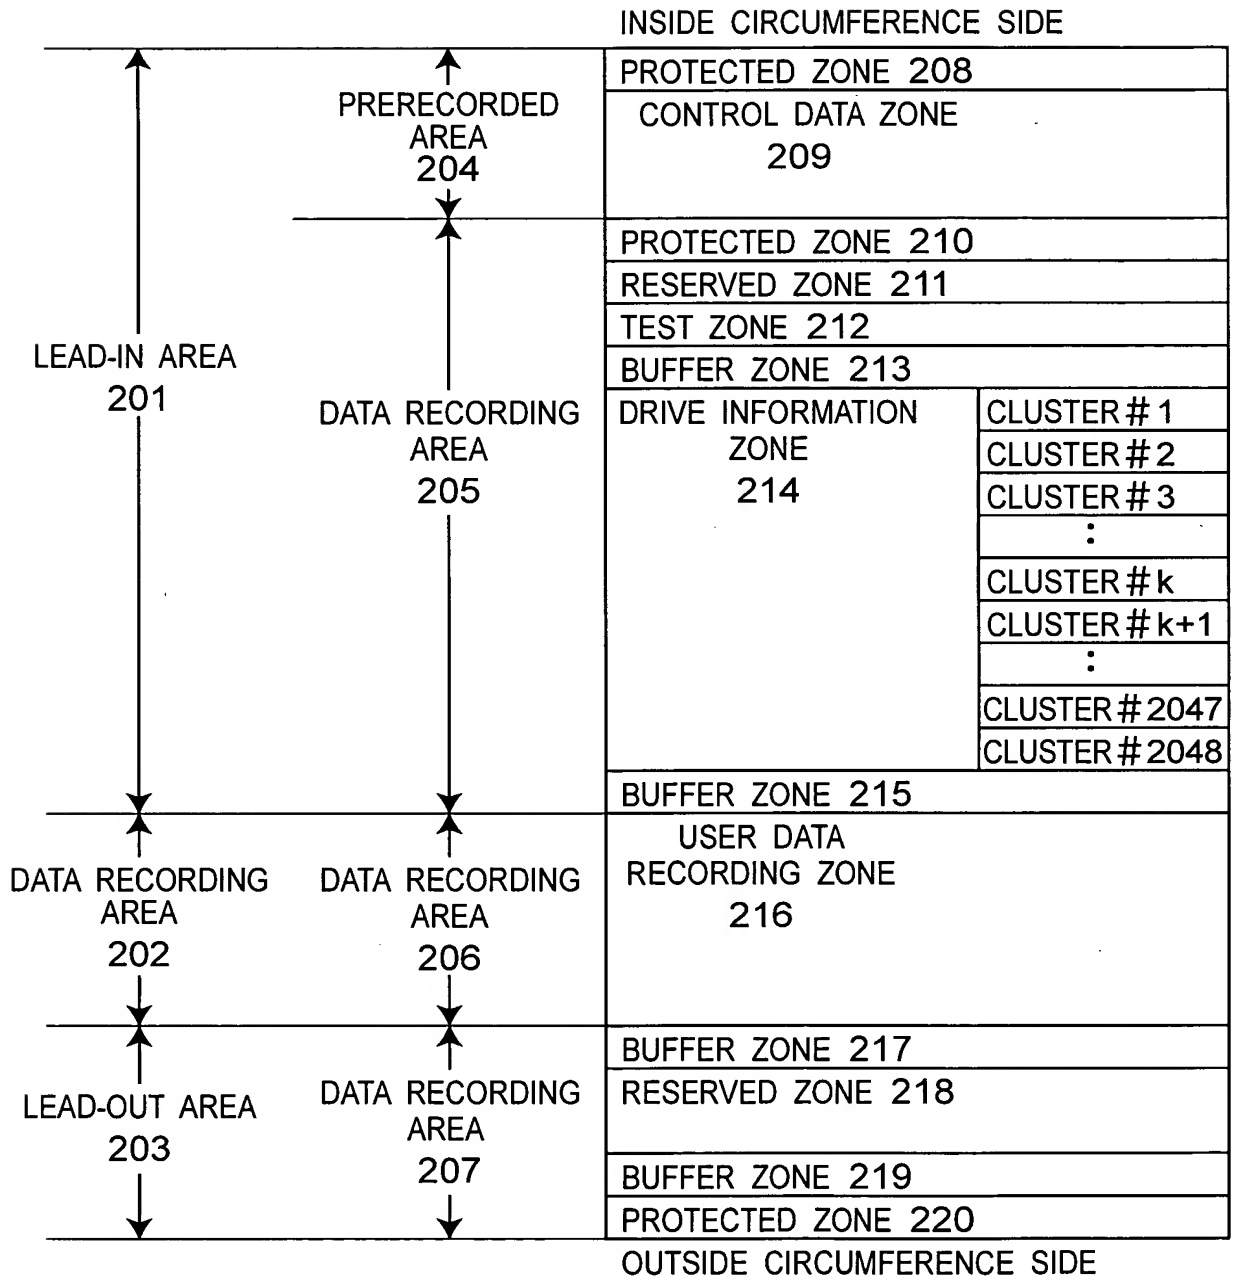 INSIDE CIRCUMFERENCE SIDE
PROTECTED ZONE 208
PRERECORDED
AREA
204
CONTROL DATA ZONE
209
PROTECTED ZONE 210
RESERVED ZONE 211
TEST ZONE 212
BUFFER ZONE 213
LEAD-IN AREA
201
DATA RECORDING
AREA
205
DRIVE INFORMATION
ZONE
214
CLUSTER # 1
CLUSTER # 2
CLUSTER # 3
:
CLUSTER # k
CLUSTER # k+1
:
CLUSTER # 2047
CLUSTER # 2048
BUFFER ZONE 215
DATA RECORDING
AREA
202
DATA RECORDING
AREA
206
USER DATA
RECORDING ZONE
216
BUFFER ZONE 217
LEAD-OUT AREA
203
DATA RECORDING
AREA
207
RESERVED ZONE 218
BUFFER ZONE 219
PROTECTED ZONE 220
OUTSIDE CIRCUMFERENCE SIDE